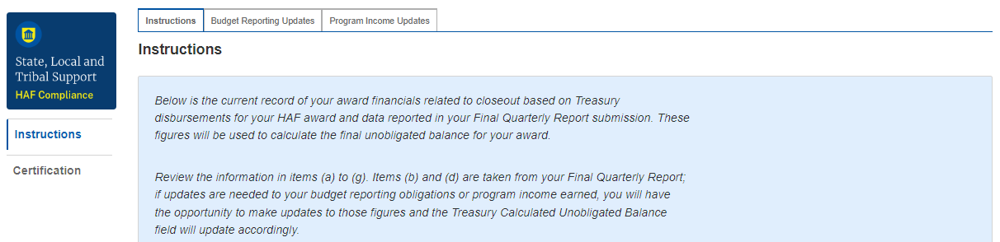 Instructions
Budget Reporting Updates
Program Income Updates
State, Local and
Tribal Support
HAF Compliance
Instructions
Certification
Instructions
Below is the current record of your award financials related to closeout based on Treasury
disbursements for your HAF award and data reported in your Final Quarterly Report submission. These
figures will be used to calculate the final unobligated balance for your award.
Review the information in items (a) to (g). Items (b) and (d) are taken from your Final Quarterly Report;
if updates are needed to your budget reporting obligations or program income earned, you will have
the opportunity to make updates to those figures and the Treasury Calculated Unobligated Balance
field will update accordingly.